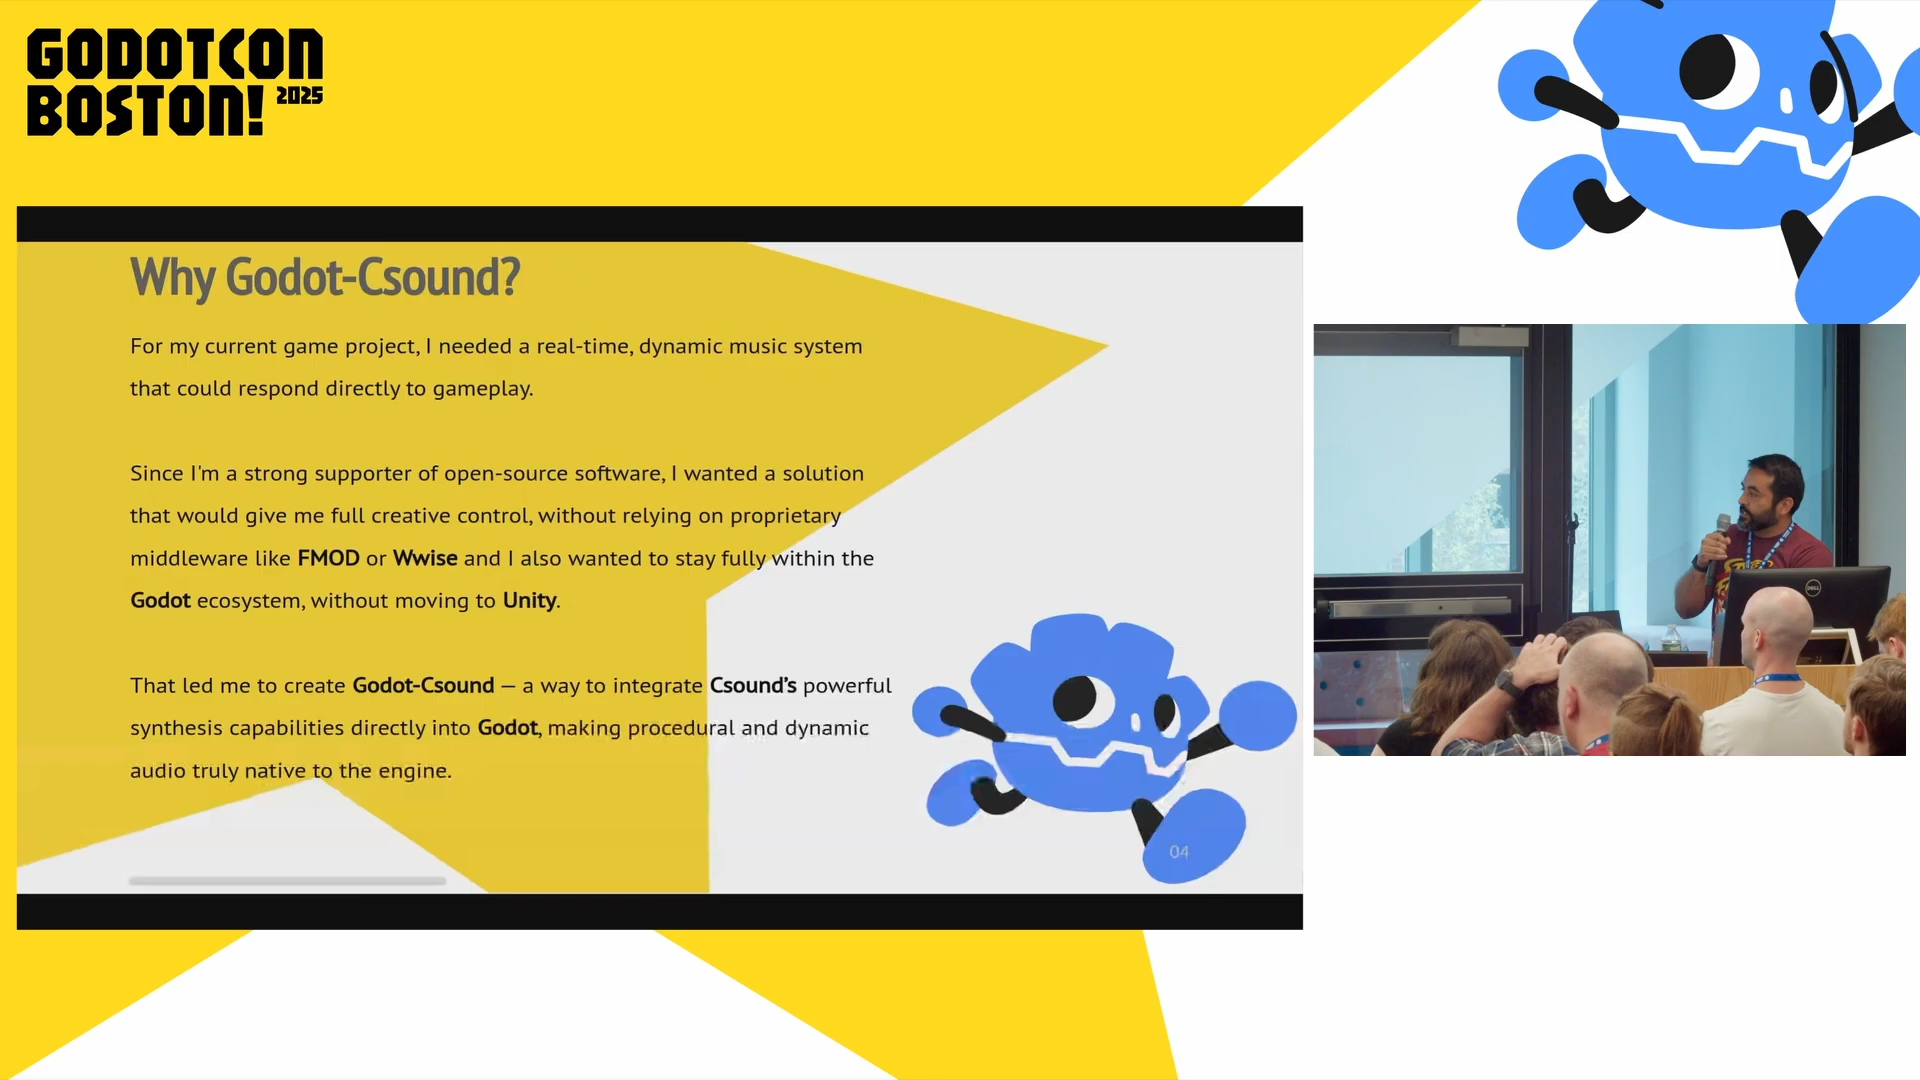 GODOTCON
BOSTON! 2025
Why Godot-Csound?
For my current game project, I needed a real-time, dynamic music system
that could respond directly to gameplay.
Since I'm a strong supporter of open-source software, I wanted a solution
that would give me full creative control, without relying on proprietary
middleware like FMOD or Wwise and I also wanted to stay fully within the
Godot ecosystem, without moving to Unity.
That led me to create Godot-Csound — a way to integrate Csound’s powerful
synthesis capabilities directly into Godot, making procedural and dynamic
audio truly native to the engine.
04
DELL